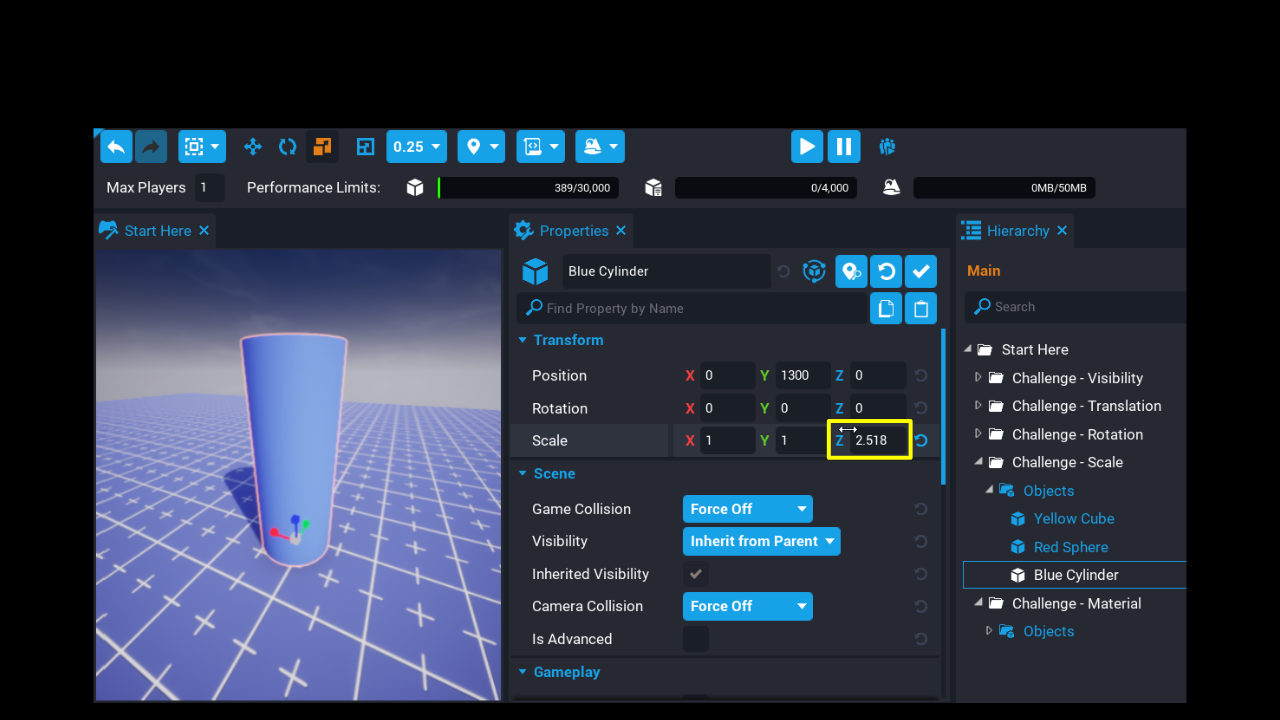 0.25
Max Players 1 Performance Limits: 389/30,000 0/4,000 0MB/50MB
Start Here
Properties
Hierarchy
Blue Cylinder
Find Property by Name
Transform
Position X 0 Y 1300 Z 0
Rotation X 0 Y 0 Z 0
Scale X 1 Y 1 Z 2.518
Scene
Game Collision Force Off
Visibility Inherit from Parent
Inherited Visibility
Camera Collision Force Off
Is Advanced
Gameplay
Main
Search
Start Here
Challenge - Visibility
Challenge - Translation
Challenge - Rotation
Challenge - Scale
Objects
Yellow Cube
Red Sphere
Blue Cylinder
Challenge - Material
Objects